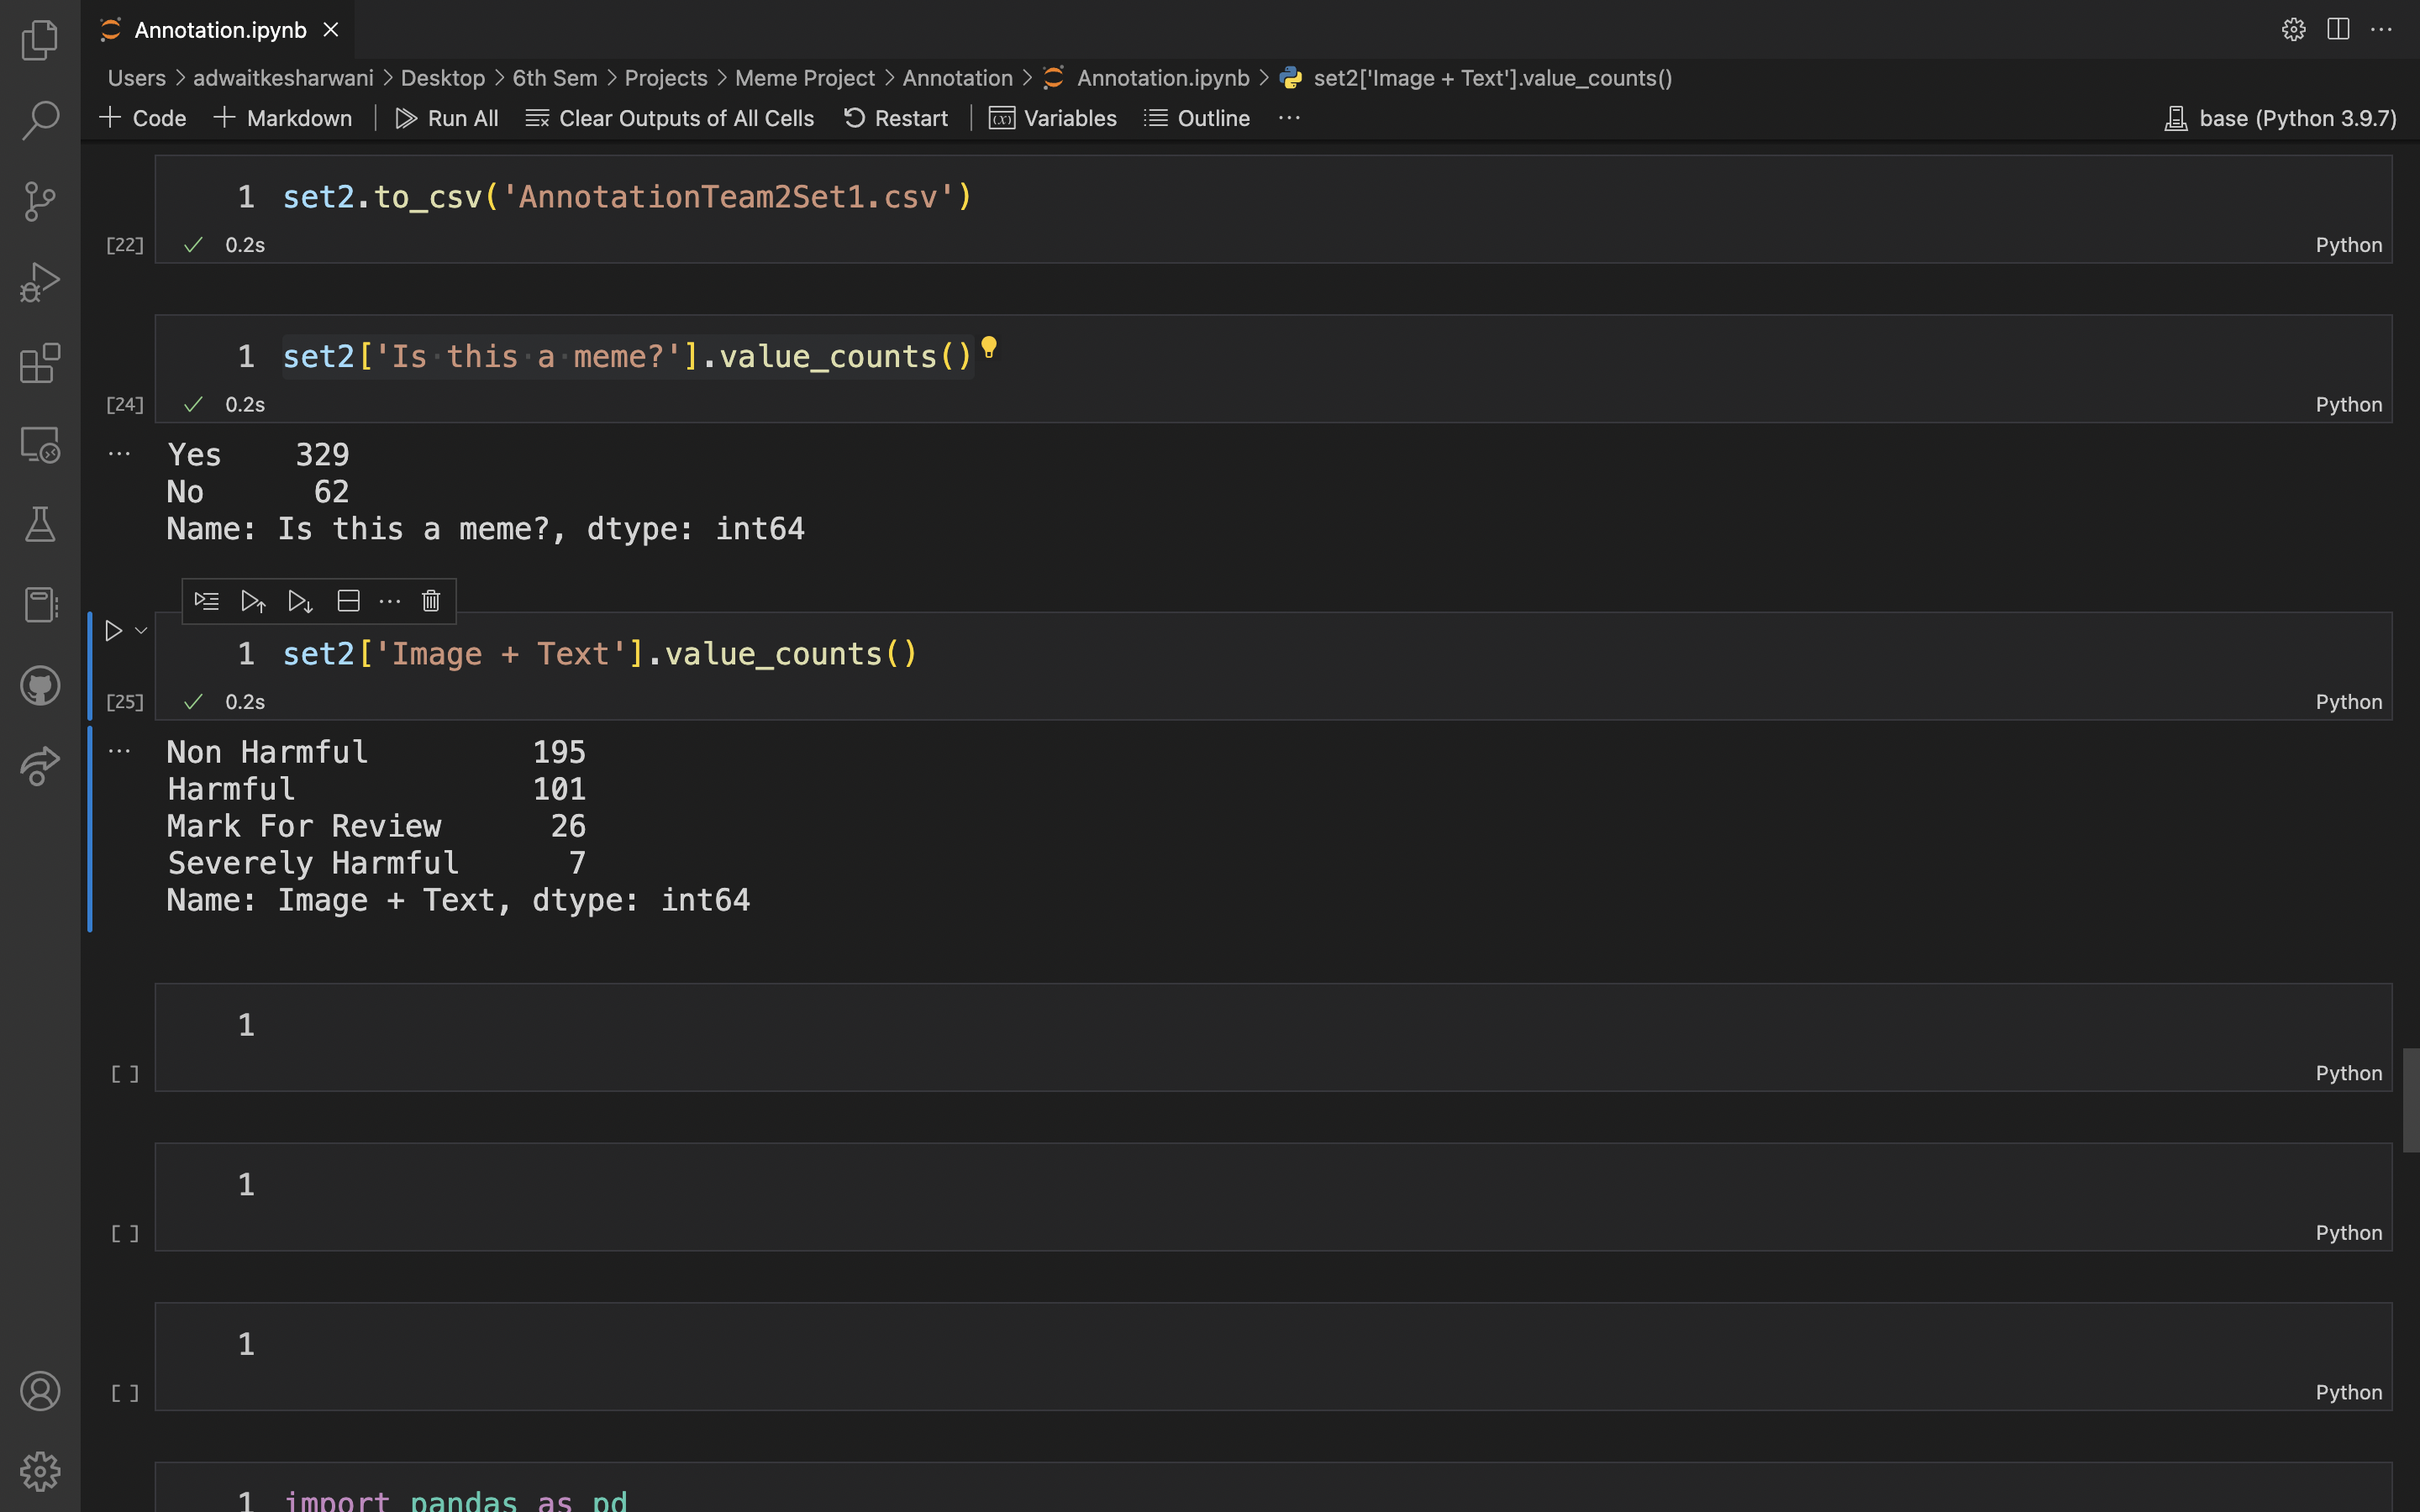 Annotation.ipynb
Users > adwaitkesharwani > Desktop > 6th Sem > Projects > Meme Project > Annotation > Annotation.ipynb > set2['Image + Text'].value_counts()
+ Code + Markdown Run All Clear Outputs of All Cells Restart Variables Outline ... base (Python 3.9.7)
1 set2.to_csv('AnnotationTeam2Set1.csv')
[22] ✓ 0.2s Python
1 set2['Is this a meme?'].value_counts()
[24] ✓ 0.2s Python
... Yes 329
No 62
Name: Is this a meme?, dtype: int64
1 set2['Image + Text'].value_counts()
[25] ✓ 0.2s Python
... Non Harmful 195
Harmful 101
Mark For Review 26
Severely Harmful 7
Name: Image + Text, dtype: int64
1
[ ] Python
1
[ ] Python
1
[ ] Python
1 import pandas as pd